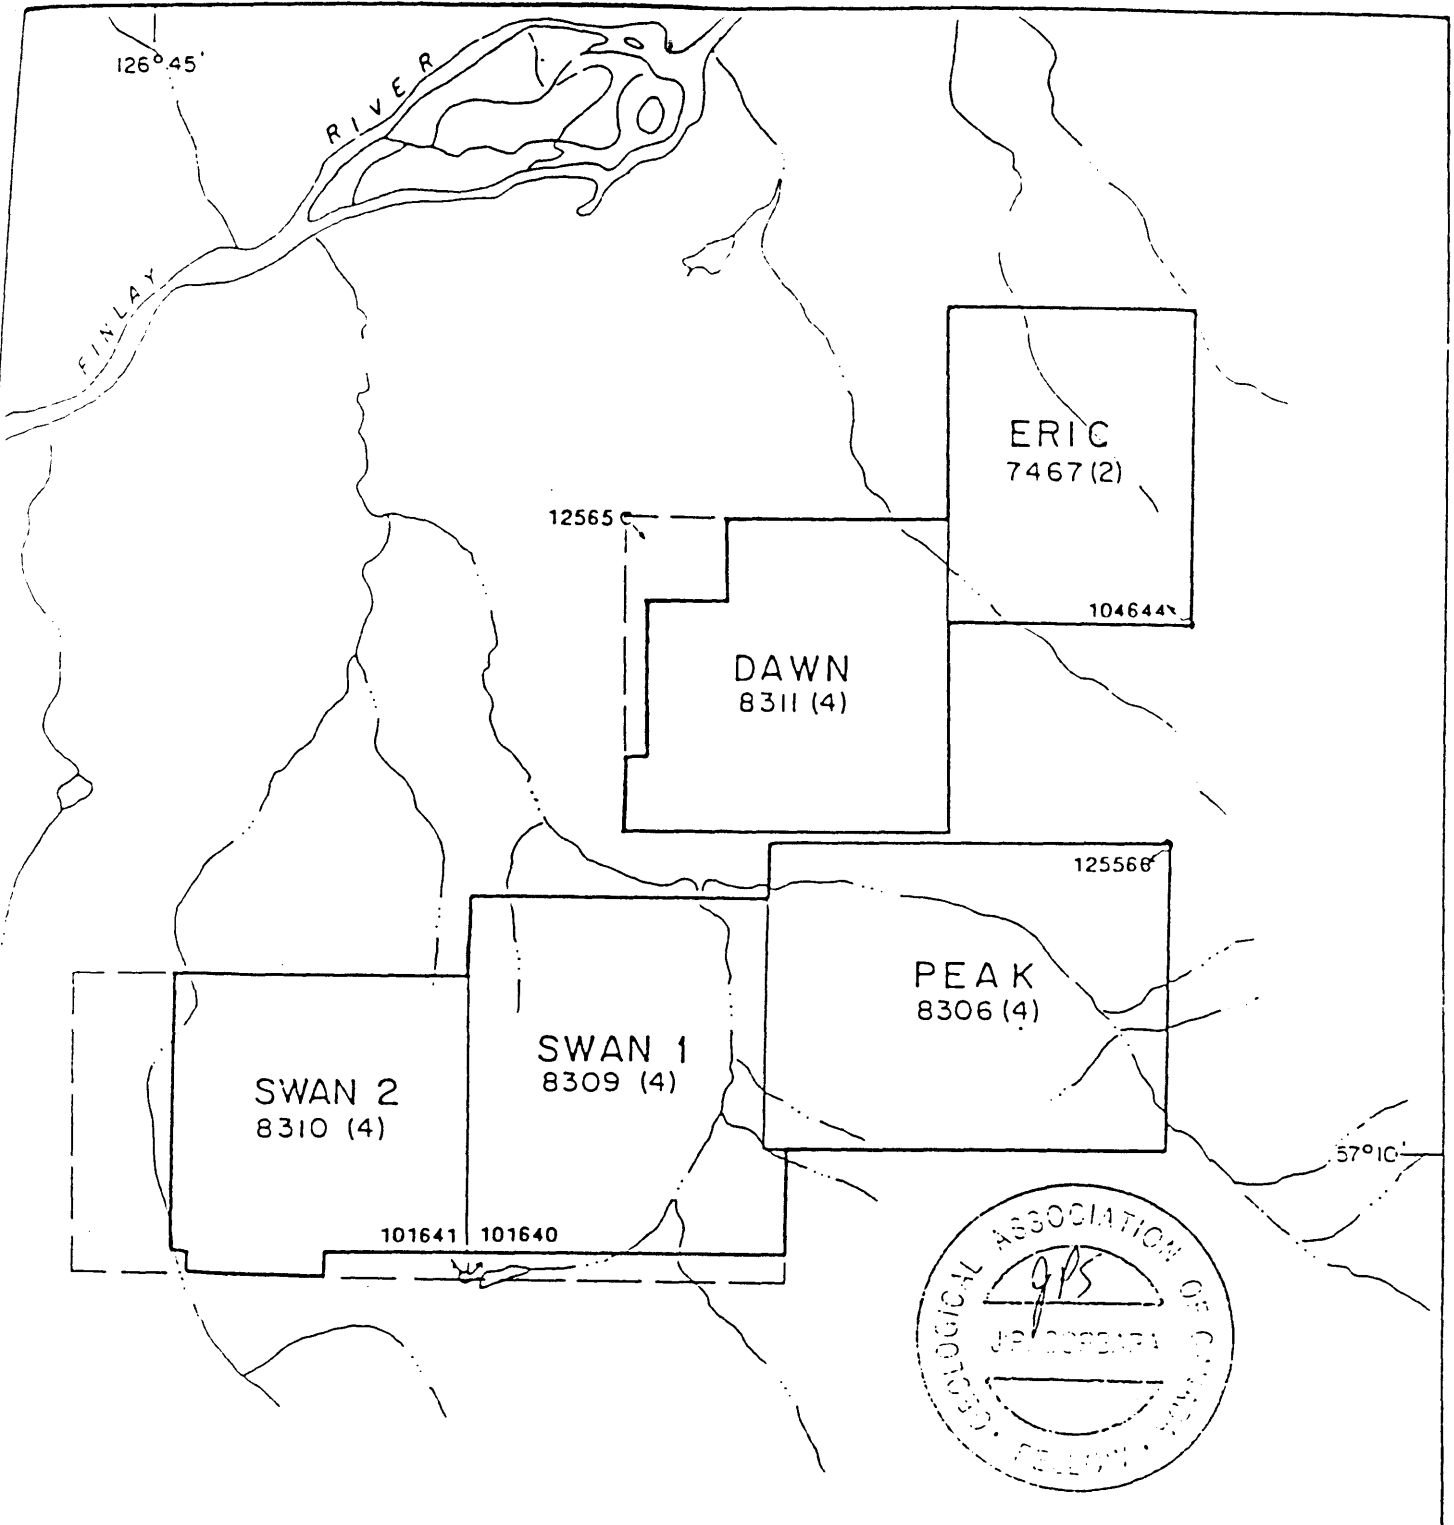 126°45'
FINLAY RIVER
ERIC
7467(2)
12565
104644
DAWN
8311 (4)
125566
PEAK
8306 (4)
SWAN 1
8309 (4)
SWAN 2
8310 (4)
57°10'
101641
101640
GEOLOGICAL ASSOCIATION OF CANADA
FELLOW